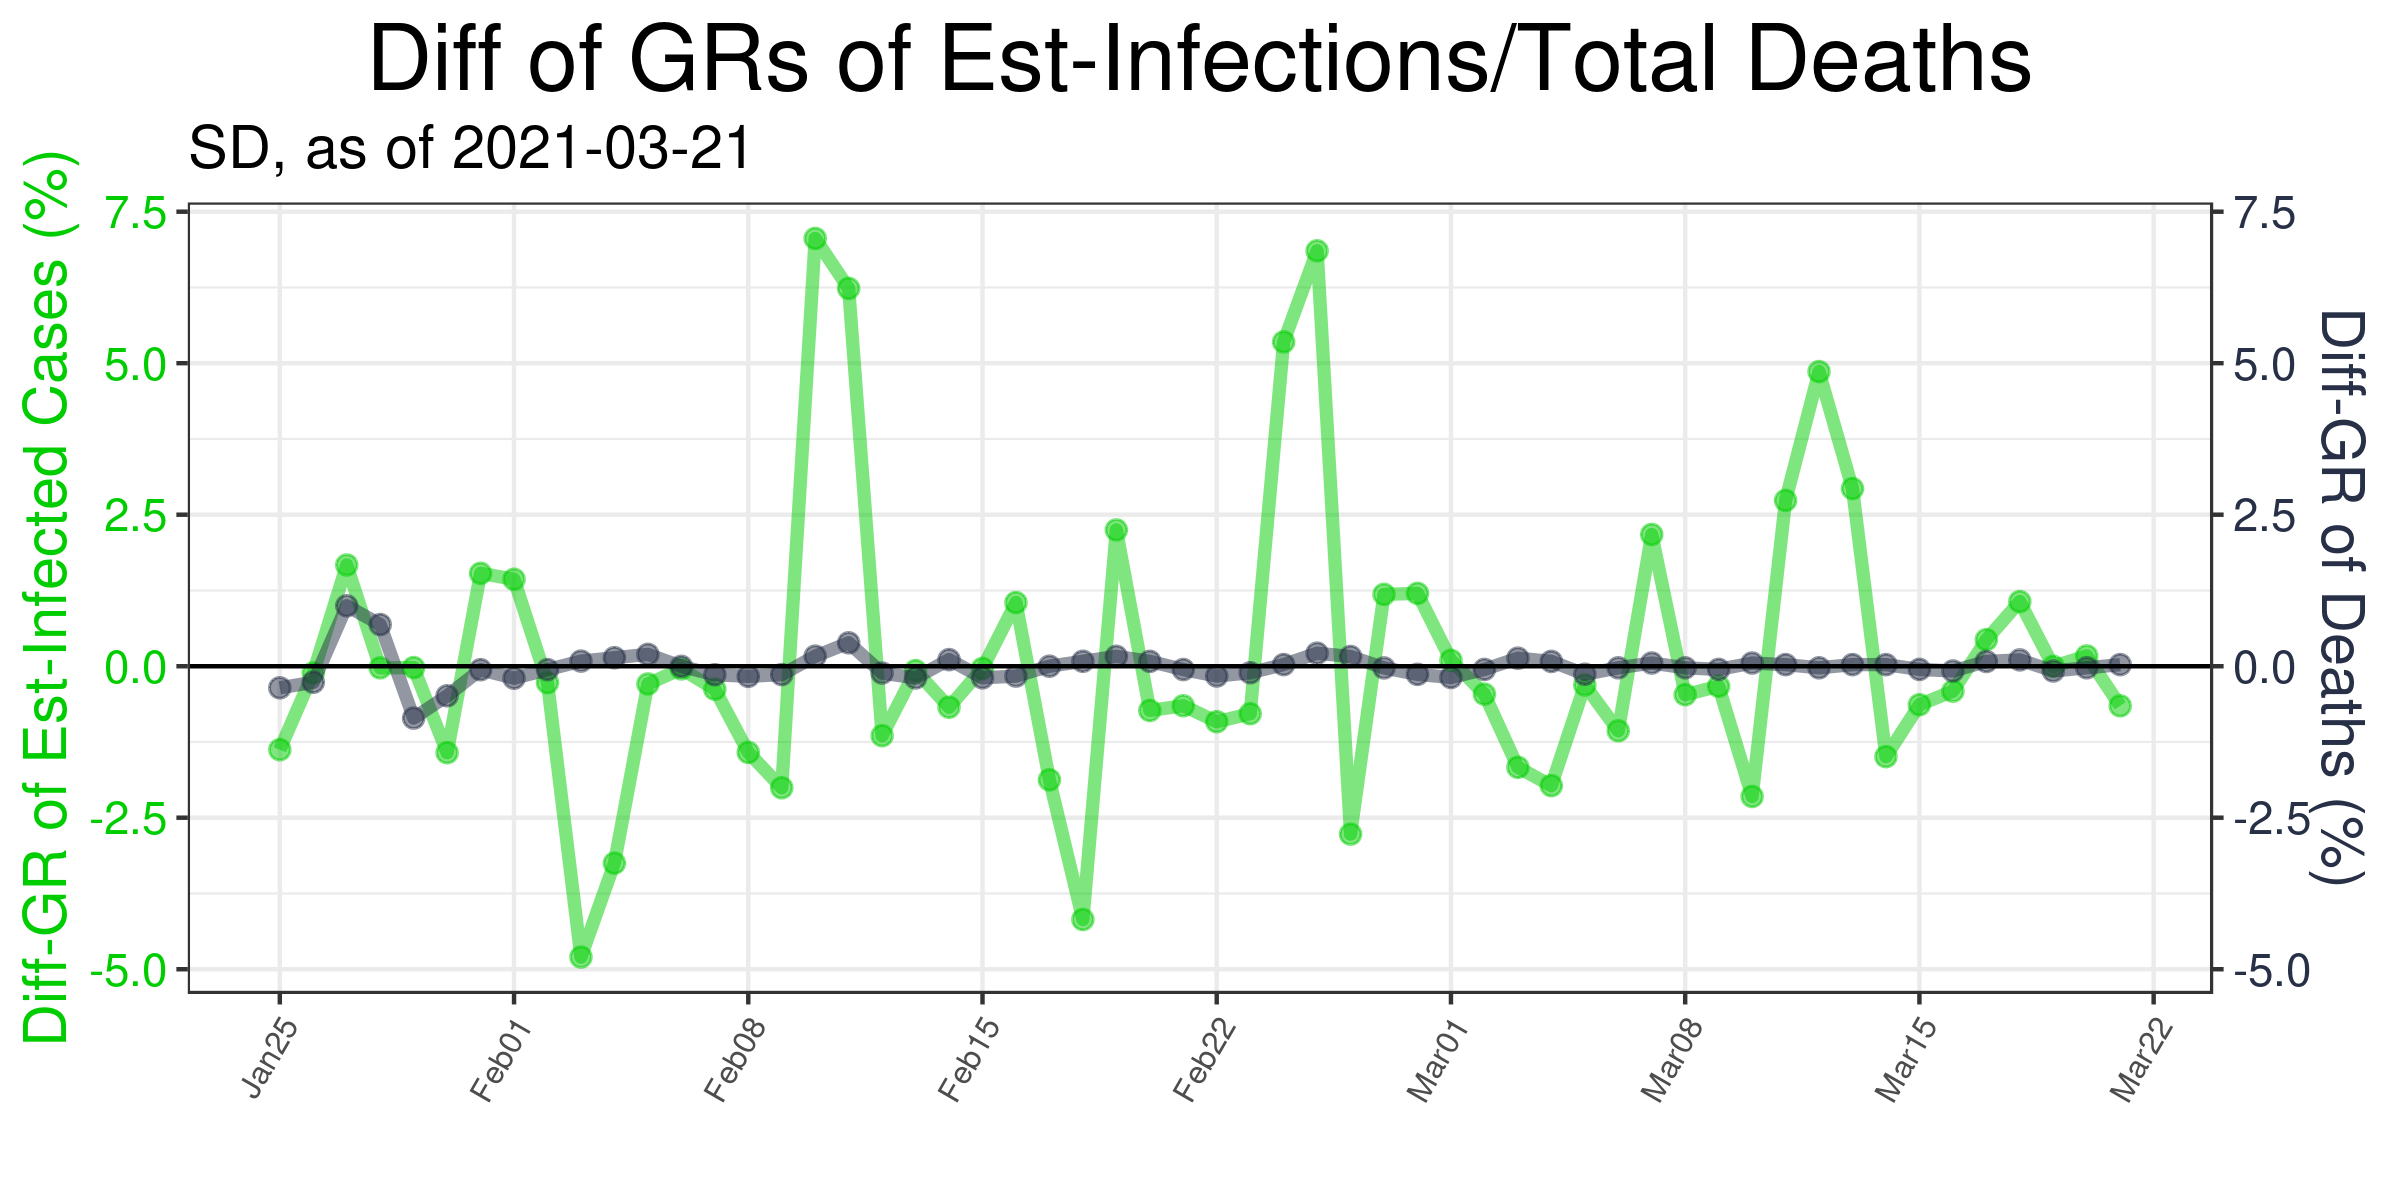 Diff of GRs of Est-Infections/Total Deaths
SD, as of 2021-03-21
Diff-GR of Est-Infected Cases (%)
7.5
5.0
2.5
0.0
-2.5
-5.0
7.5
5.0
2.5
0.0
-2.5
-5.0
Diff-GR of Deaths (%)
Jan25
Feb01
Feb08
Feb15
Feb22
Mar01
Mar08
Mar15
Mar22